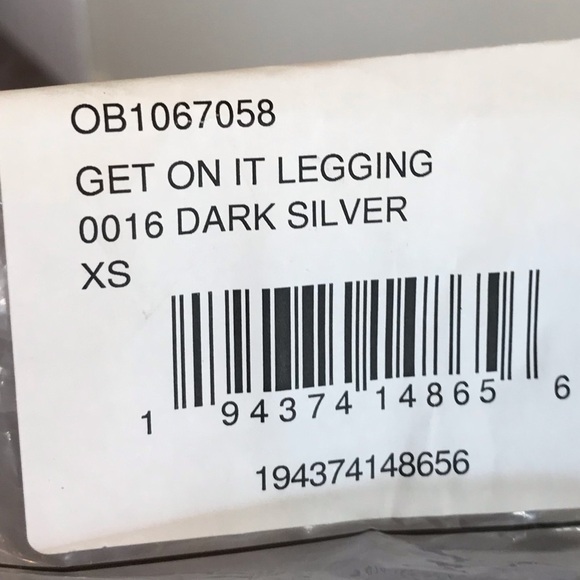 OB1067058
GET ON IT LEGGING
0016 DARK SILVER
XS
1 94374 14865 6
194374148656